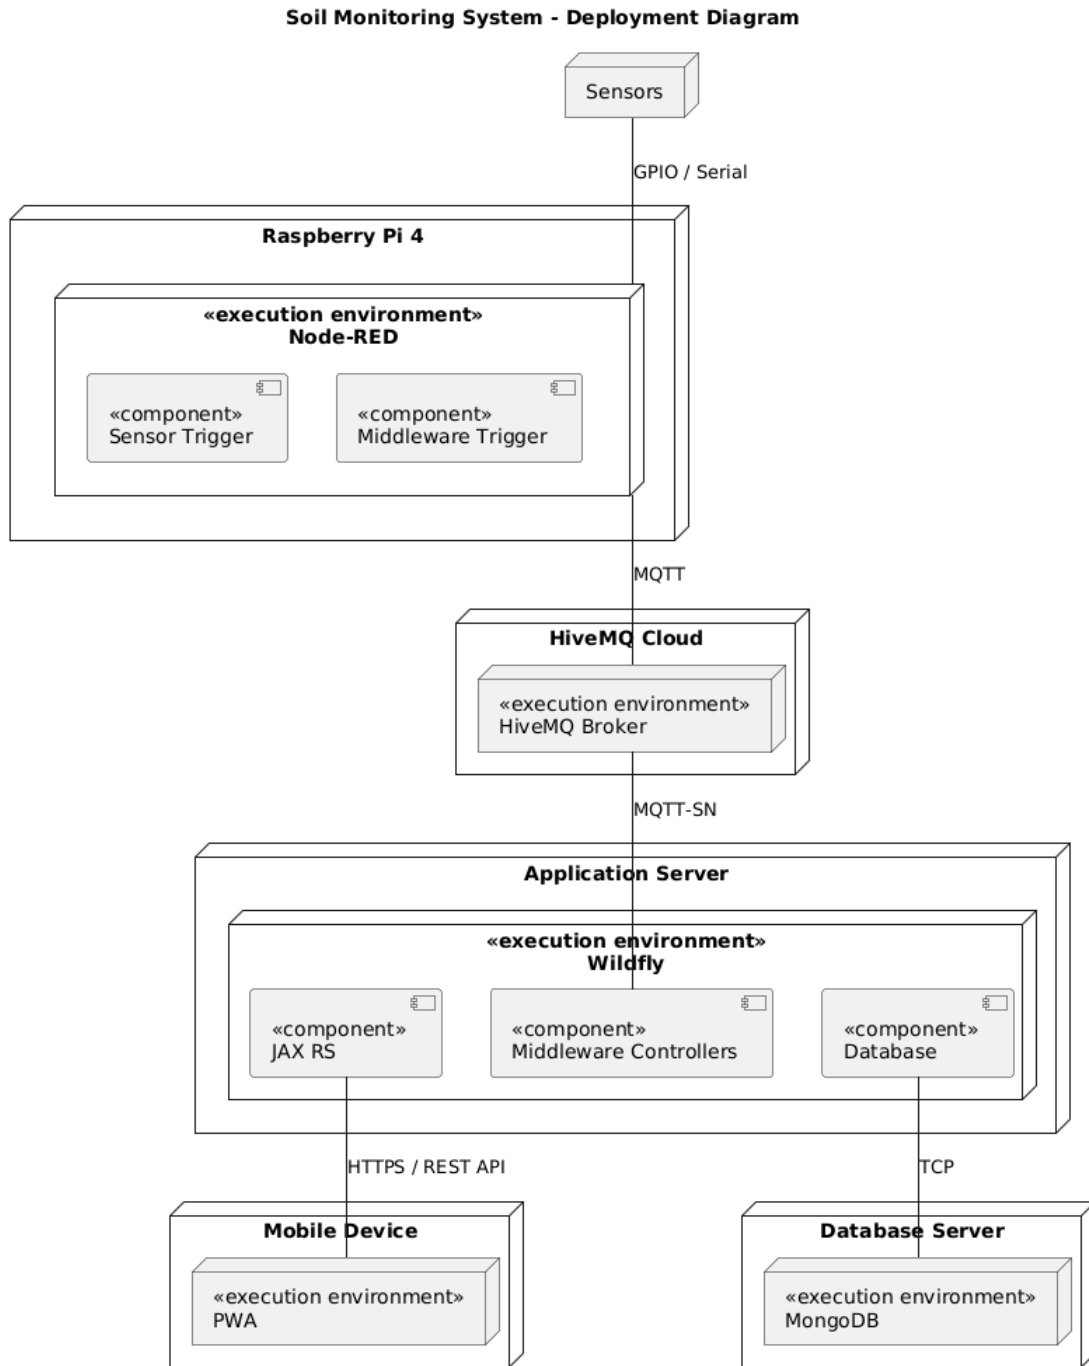 Soil Monitoring System - Deployment Diagram
Sensors
GPIO / Serial
Raspberry Pi 4
«execution environment»
Node-RED
«component»
Sensor Trigger
«component»
Middleware Trigger
MQTT
HiveMQ Cloud
«execution environment»
HiveMQ Broker
MQTT-SN
Application Server
«execution environment»
Wildfly
«component»
JAX RS
«component»
Middleware Controllers
«component»
Database
HTTPS / REST API
TCP
Mobile Device
«execution environment»
PWA
Database Server
«execution environment»
MongoDB